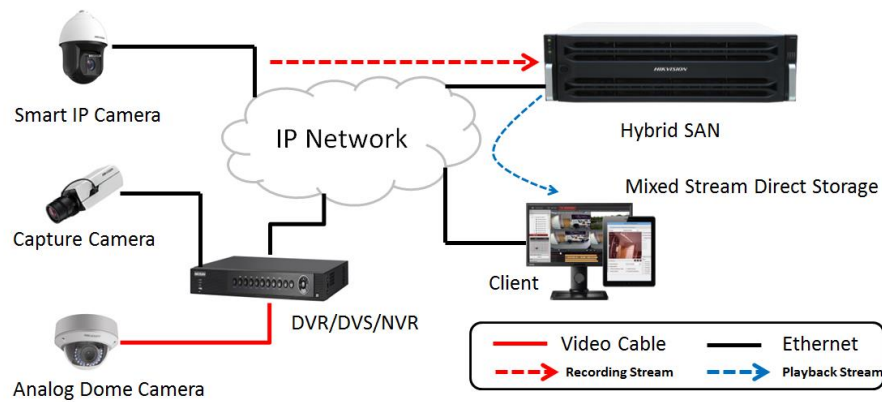 Smart IP Camera
IP Network
HIKVISION
Hybrid SAN
Mixed Stream Direct Storage
Capture Camera
Client
DVR/DVS/NVR
Analog Dome Camera
Video Cable
Ethernet
Recording Stream
Playback Stream